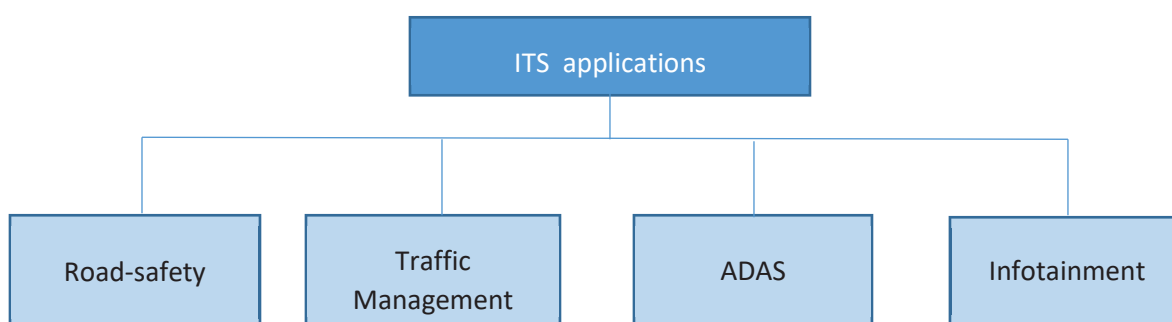 ITS applications
Road-safety
Traffic
Management
ADAS
Infotainment